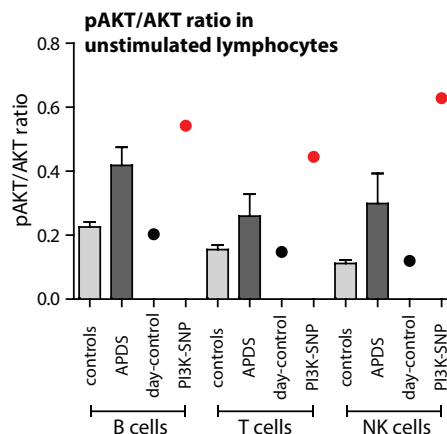 pAKT/AKT ratio in
unstimulated lymphocytes
pAKT/AKT ratio
0.8
0.6
0.4
0.2
0.0
controls
APDS
day-control
PI3K-SNP
controls
APDS
day-control
PI3K-SNP
controls
APDS
day-control
PI3K-SNP
B cells
T cells
NK cells